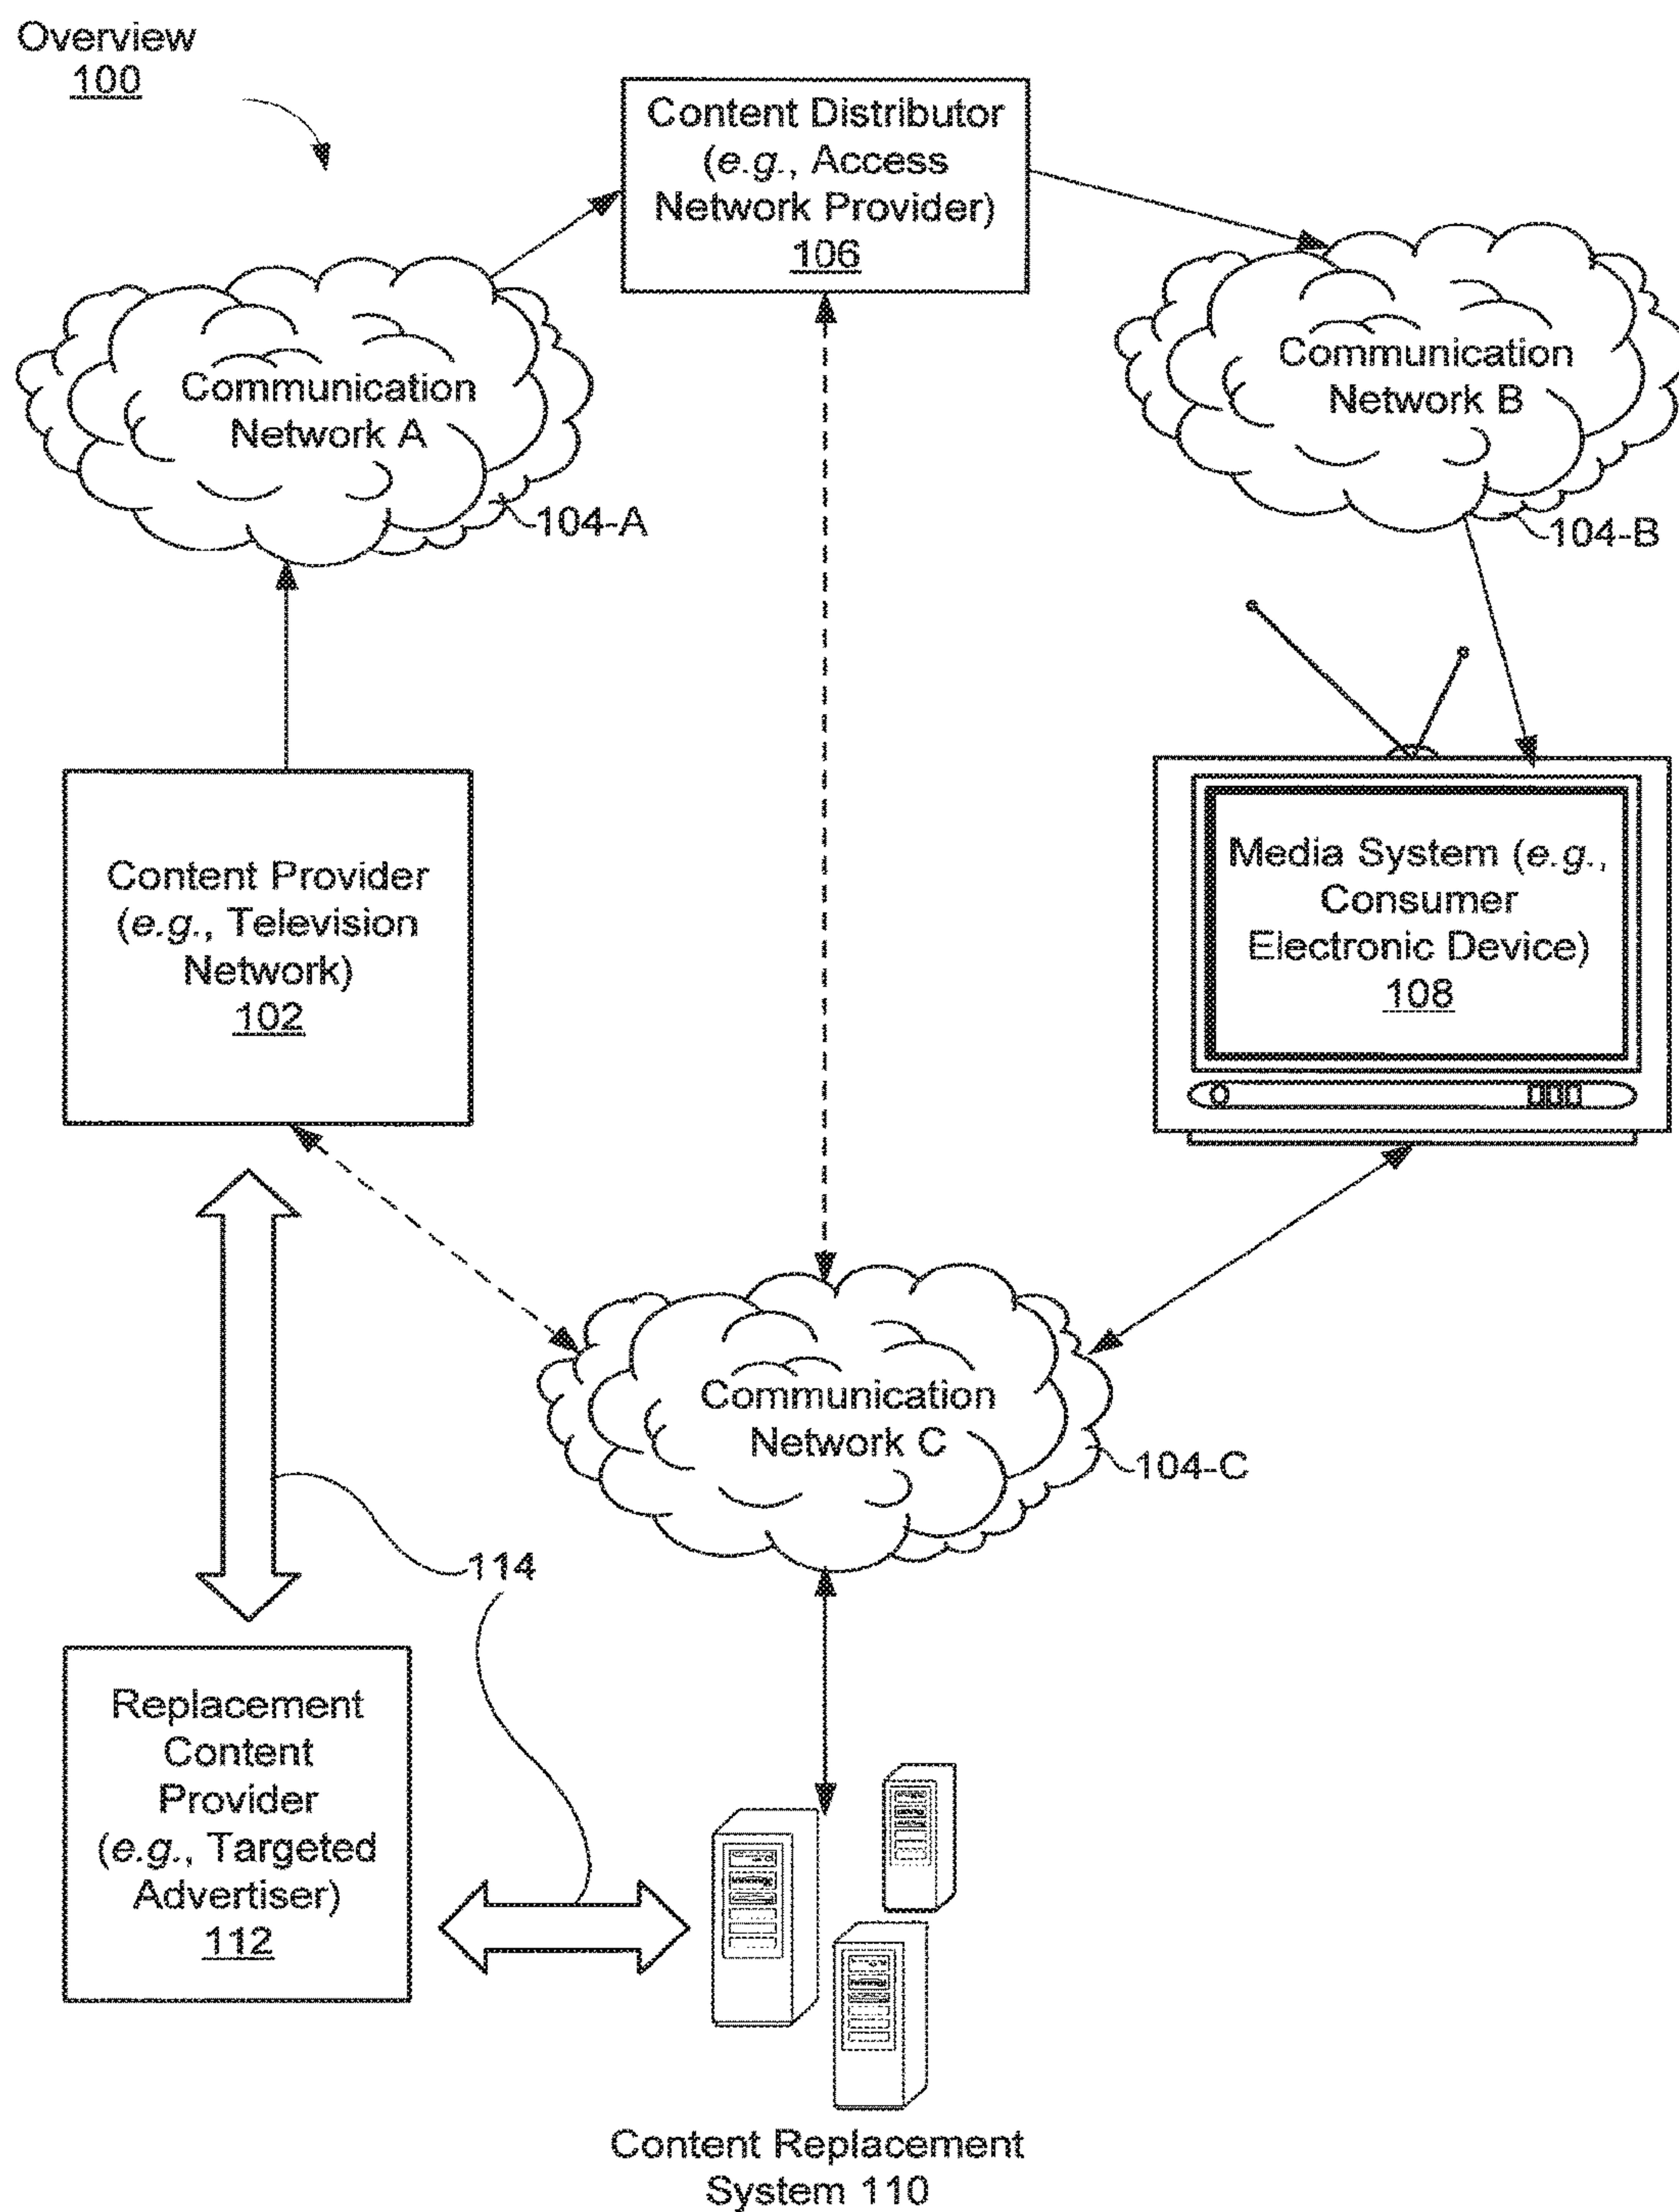 Overview
100
Content Distributor
(e.g., Access
Network Provider)
106
Communication
Network A
104-A
Communication
Network B
104-B
Content Provider
(e.g., Television
Network)
102
Media System (e.g.,
Consumer
Electronic Device)
108
Communication
Network C
104-C
114
Replacement
Content
Provider
(e.g., Targeted
Advertiser)
112
Content Replacement
System 110